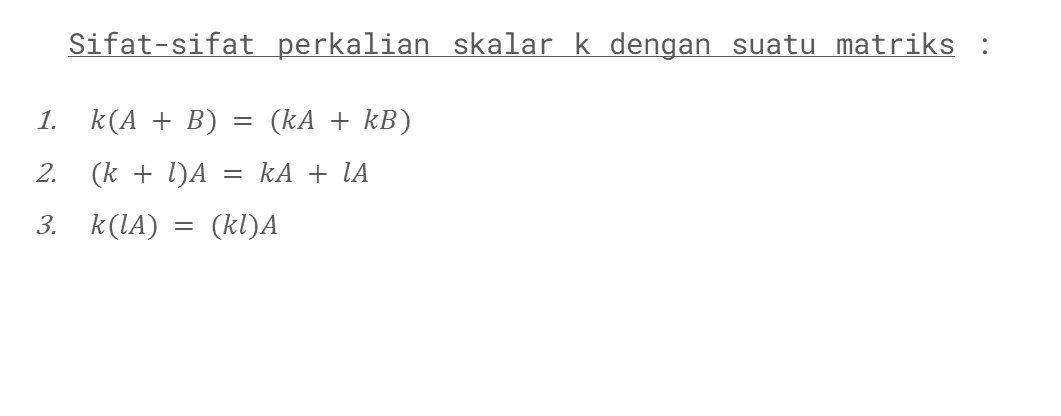 Sifat-sifat perkalian skalar k dengan suatu matriks :
1. k(A + B) = (kA + kB)
2. (k + l)A = kA + lA
3. k(lA) = (kl)A